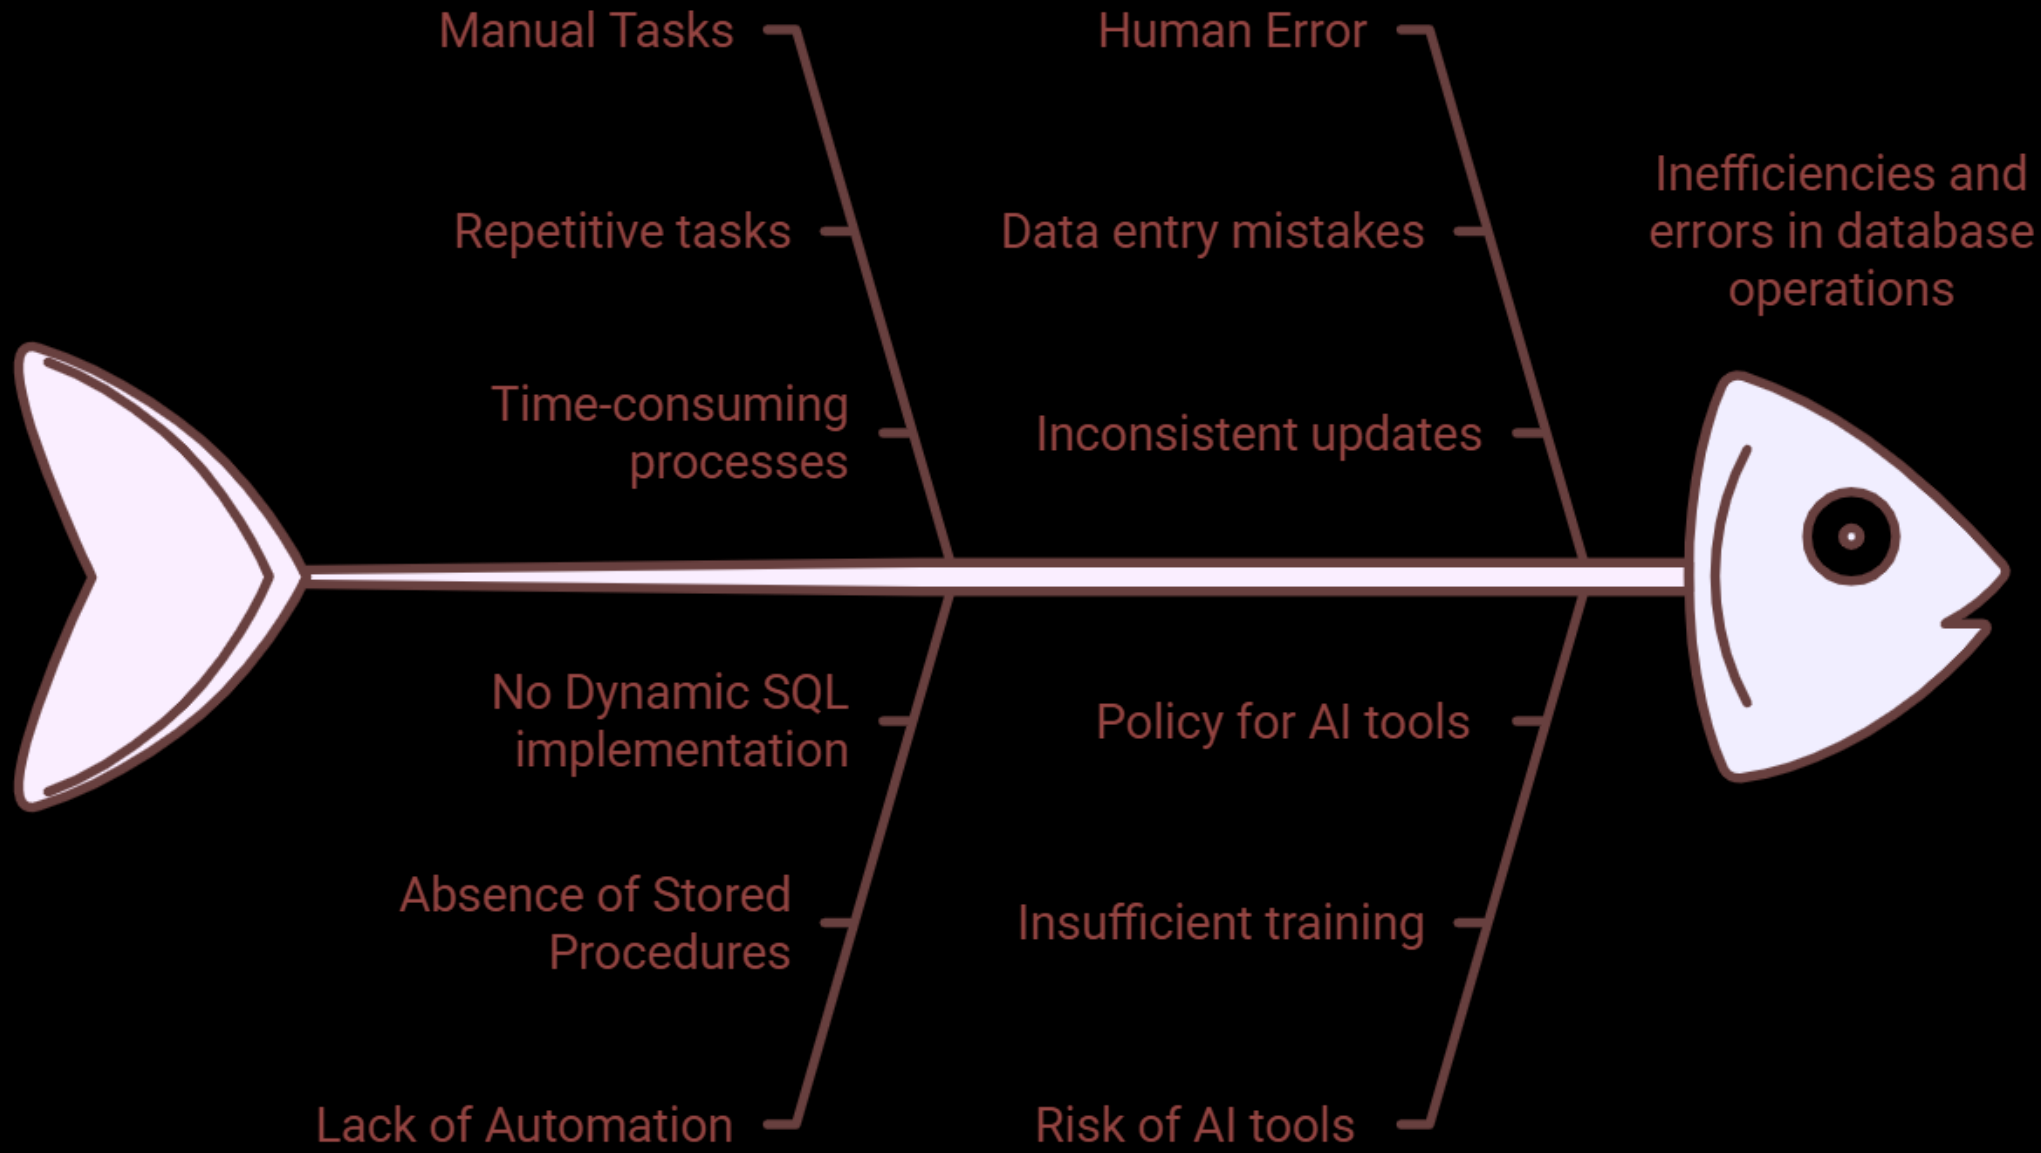 Manual Tasks
Repetitive tasks
Time-consuming
processes
Human Error
Data entry mistakes
Inconsistent updates
Inefficiencies and
errors in database
operations
No Dynamic SQL
implementation
Absence of Stored
Procedures
Lack of Automation
Policy for AI tools
Insufficient training
Risk of AI tools